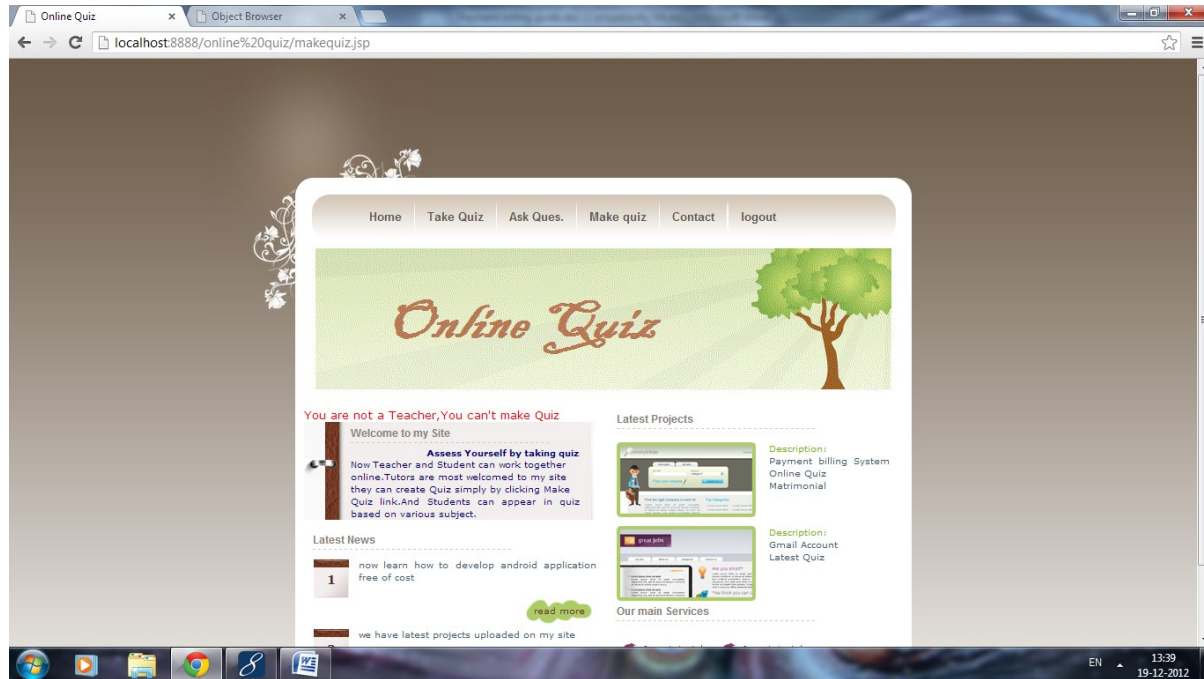 Online Quiz
Object Browser
localhost:8888/online%20quiz/makequiz.jsp
Home Take Quiz Ask Ques. Make quiz Contact logout
Online Quiz
You are not a Teacher,You can't make Quiz
Welcome to my Site
Assess Yourself by taking quiz
Now Teacher and Student can work together
online.Tutors are most welcomed to my site
they can create Quiz simply by clicking Make
Quiz link.And Students can appear in quiz
based on various subject.
Latest News
1
now learn how to develop android application
free of cost
read more
we have latest projects uploaded on my site
Latest Projects
Description:
Payment billing System
Online Quiz
Matrimonial
great jobs
Description:
Gmail Account
Latest Quiz
Our main Services
EN
13:39
19-12-2012